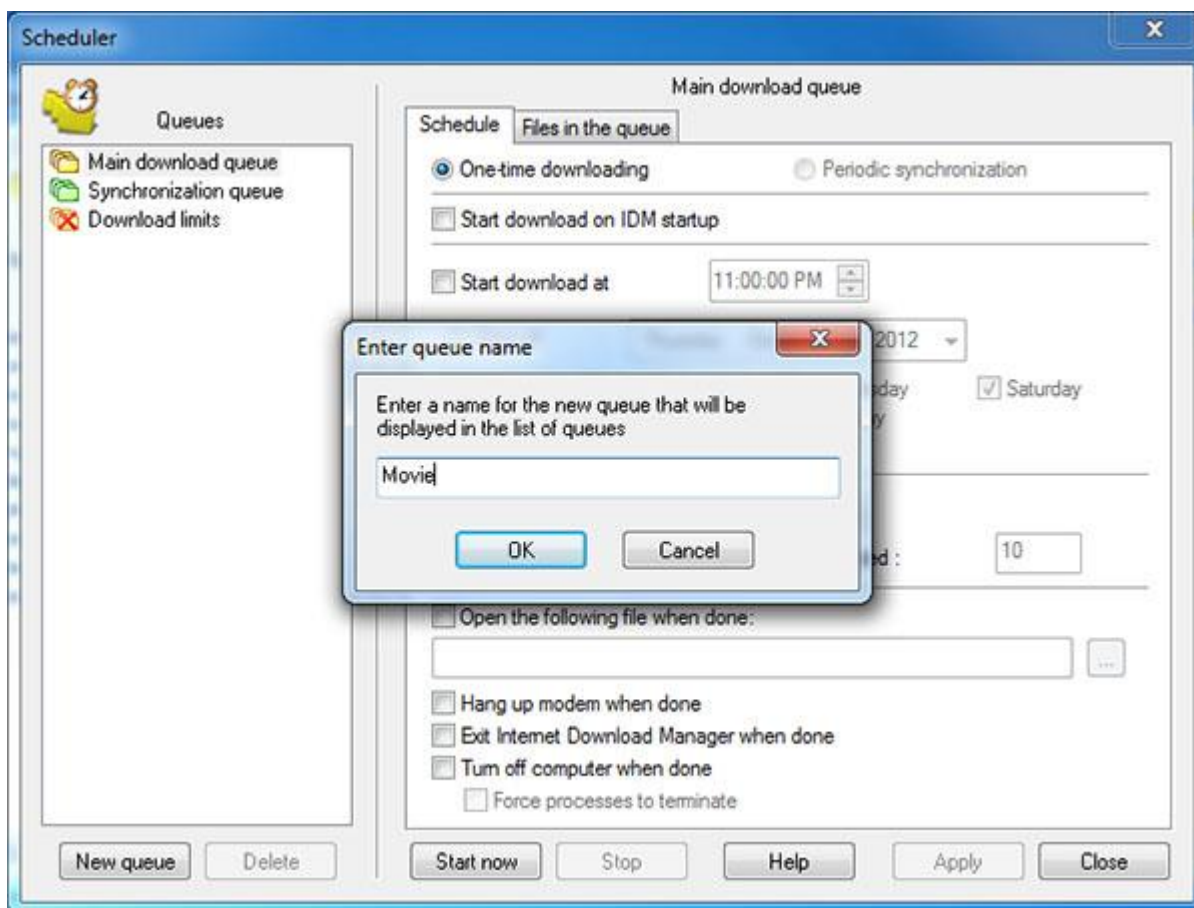 Scheduler
Queues
Main download queue
Synchronization queue
Download limits
New queue
Delete
Main download queue
Schedule
Files in the queue
One-time downloading
Periodic synchronization
Start download on IDM startup
Start download at
11:00:00 PM
2012
Saturday
Enter queue name
Enter a name for the new queue that will be
displayed in the list of queues
Movie
OK
Cancel
10
Open the following file when done:
...
Hang up modem when done
Exit Internet Download Manager when done
Turn off computer when done
Force processes to terminate
Start now
Stop
Help
Apply
Close